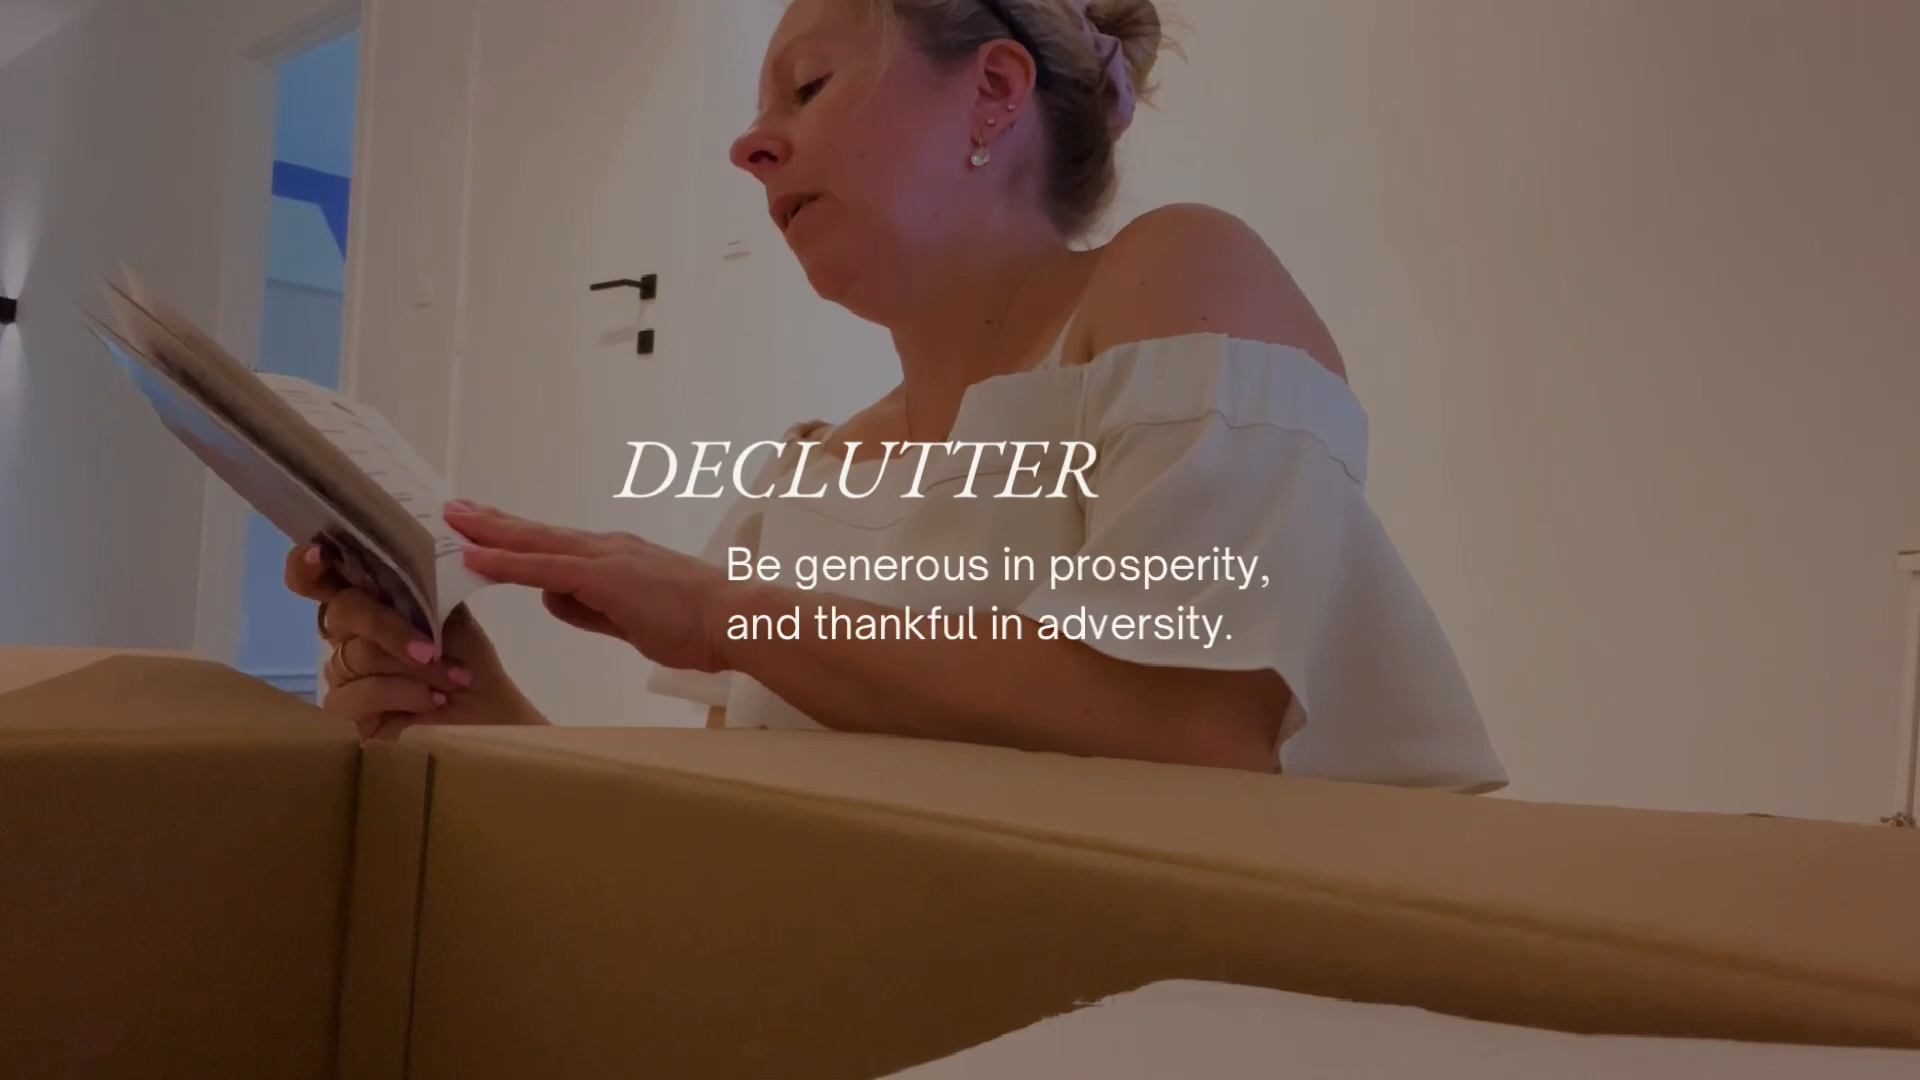 DECLUTTER
Be generous in prosperity,
and thankful in adversity.